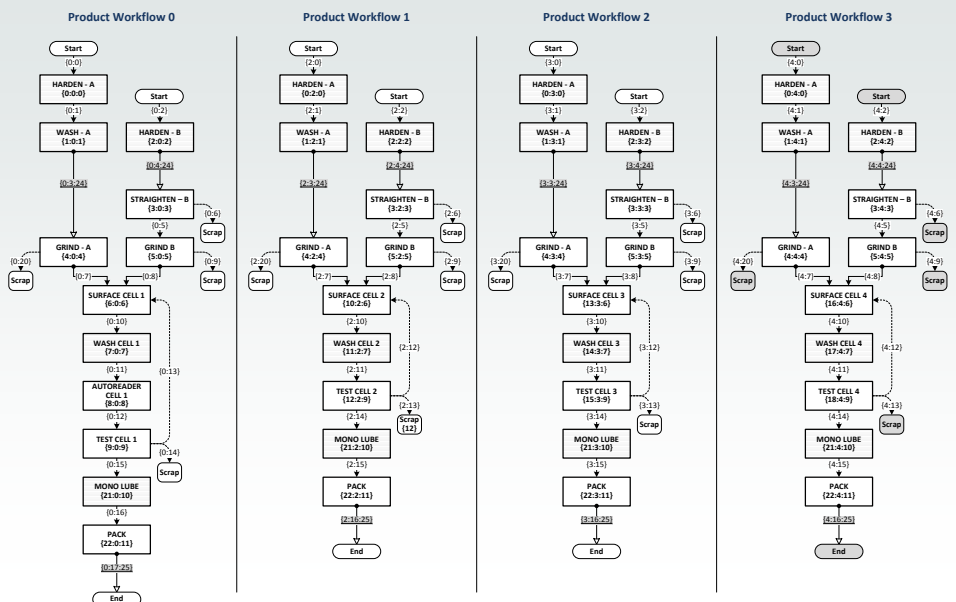 Product Workflow 0
Start
{0:0}
HARDEN - A
{0:0:0}
{0:1}
Start
{0:2}
WASH - A
{1:0:1}
HARDEN - B
{2:0:2}
{0:3:24}
{0:4:24}
STRAIGHTEN – B
{3:0:3}
{0:6}
Scrap
{0:5}
GRIND - A
{4:0:4}
GRIND B
{5:0:5}
{0:20}
Scrap
{0:9}
Scrap
{0:7}
{0:8}
SURFACE CELL 1
{6:0:6}
{0:10}
WASH CELL 1
{7:0:7}
{0:11}
{0:13}
AUTOREADER
CELL 1
{8:0:8}
{0:12}
TEST CELL 1
{9:0:9}
{0:14}
Scrap
{0:15}
MONO LUBE
{21:0:10}
{0:16}
PACK
{22:0:11}
{0:17:25}
End
Product Workflow 1
Start
{2:0}
HARDEN - A
{0:2:0}
{2:1}
Start
{2:2}
WASH - A
{1:2:1}
HARDEN - B
{2:2:2}
{2:3:24}
{2:4:24}
STRAIGHTEN – B
{3:2:3}
{2:6}
Scrap
{2:5}
GRIND - A
{4:2:4}
GRIND B
{5:2:5}
{2:20}
Scrap
{2:9}
Scrap
{2:7}
{2:8}
SURFACE CELL 2
{10:2:6}
{2:10}
WASH CELL 2
{11:2:7}
{2:12}
{2:11}
TEST CELL 2
{12:2:9}
{2:13}
Scrap
{12}
{2:14}
MONO LUBE
{21:2:10}
{2:15}
PACK
{22:2:11}
{2:16:25}
End
Product Workflow 2
Start
{3:0}
HARDEN - A
{0:3:0}
{3:1}
Start
{3:2}
WASH - A
{1:3:1}
HARDEN - B
{2:3:2}
{3:3:24}
{3:4:24}
STRAIGHTEN – B
{3:3:3}
{3:6}
Scrap
{3:5}
GRIND - A
{4:3:4}
GRIND B
{5:3:5}
{3:20}
Scrap
{3:9}
Scrap
{3:7}
{3:8}
SURFACE CELL 3
{13:3:6}
{3:10}
WASH CELL 3
{14:3:7}
{3:12}
{3:11}
TEST CELL 3
{15:3:9}
{3:13}
Scrap
{3:14}
MONO LUBE
{21:3:10}
{3:15}
PACK
{22:3:11}
{3:16:25}
End
Product Workflow 3
Start
{4:0}
HARDEN - A
{0:4:0}
{4:1}
Start
{4:2}
WASH - A
{1:4:1}
HARDEN - B
{2:4:2}
{4:3:24}
{4:4:24}
STRAIGHTEN – B
{3:4:3}
{4:6}
Scrap
{4:5}
GRIND - A
{4:4:4}
GRIND B
{5:4:5}
{4:20}
Scrap
{4:9}
Scrap
{4:7}
{4:8}
SURFACE CELL 4
{16:4:6}
{4:10}
WASH CELL 4
{17:4:7}
{4:12}
{4:11}
TEST CELL 4
{18:4:9}
{4:13}
Scrap
{4:14}
MONO LUBE
{21:4:10}
{4:15}
PACK
{22:4:11}
{4:16:25}
End